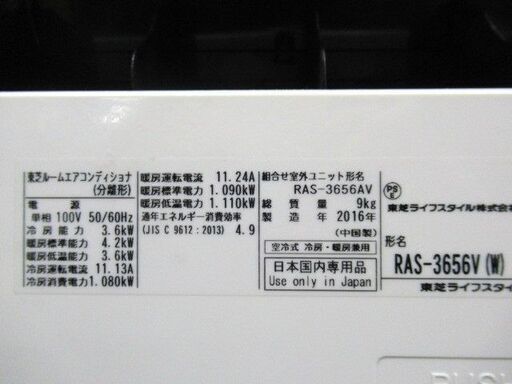 東芝ルームエアコンディショナ
(分離形)
電 源
単相 100V 50/60Hz
冷房能力 3.6kW
暖房標準能力 4.2kW
暖房低温能力 3.6kW
冷房運転電流 11.13A
冷房消費電力 1.080kW
暖房運転電流 11.24A
暖房標準電力 1.090kW
暖房低温電力 1.110kW
通年エネルギー消費効率
(JIS C 9612:2013) 4.9
組合せ室外ユニット形名
RAS-3656AV
総質量 9kg
製造年 2016年
(中国製)
空冷式 冷房・暖房兼用
日本国内専用品
Use only in Japan
PS
E
東芝ライフスタイル株式会
形名
RAS-3656V(W)
東芝ライフス